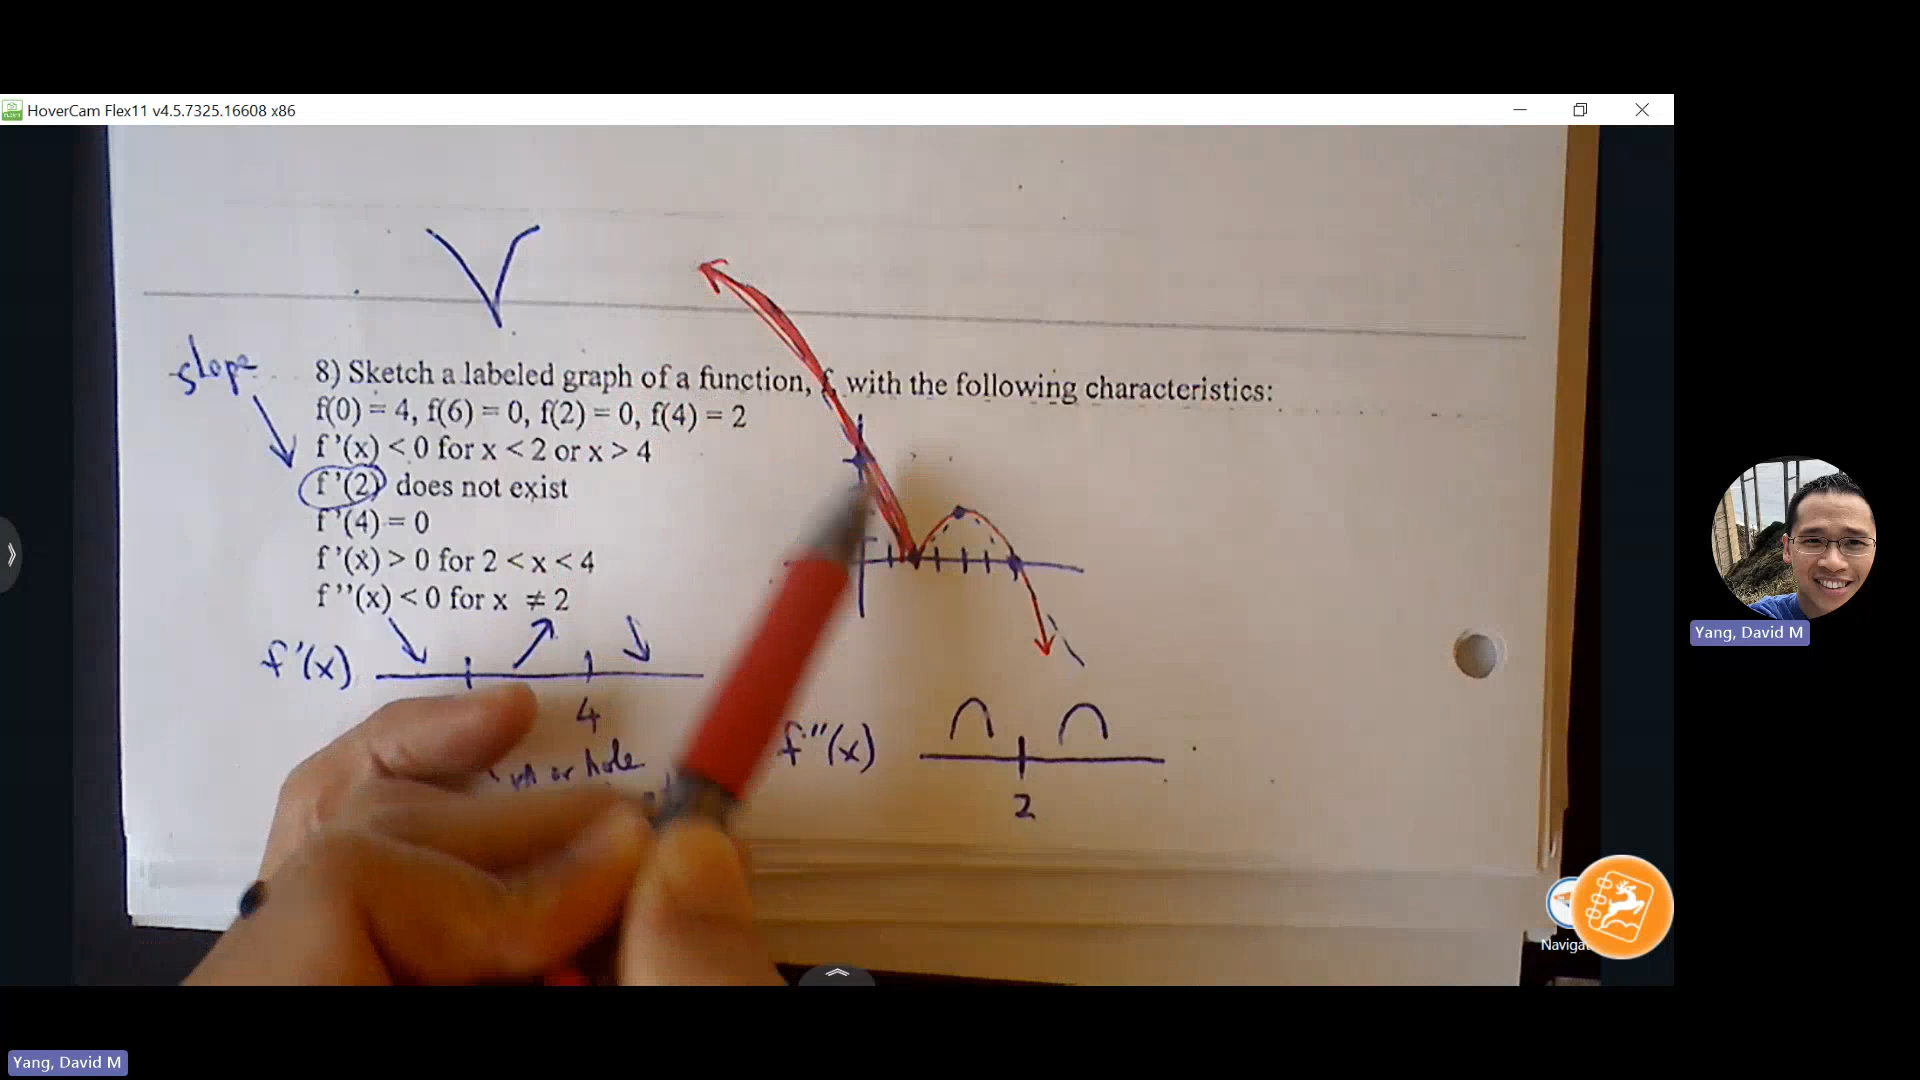 HoverCam Flex11 v4.5.7325.16608 x86
slope
8) Sketch a labeled graph of a function, f, with the following characteristics:
f(0) = 4, f(6) = 0, f(2) = 0, f(4) = 2
f '(x) < 0 for x < 2 or x > 4
f '(2) does not exist
f '(4) = 0
f '(x) > 0 for 2 < x < 4
f ''(x) < 0 for x ≠ 2
f'(x)
4
or hole
f"(x)
2
Yang, David M
Yang, David M